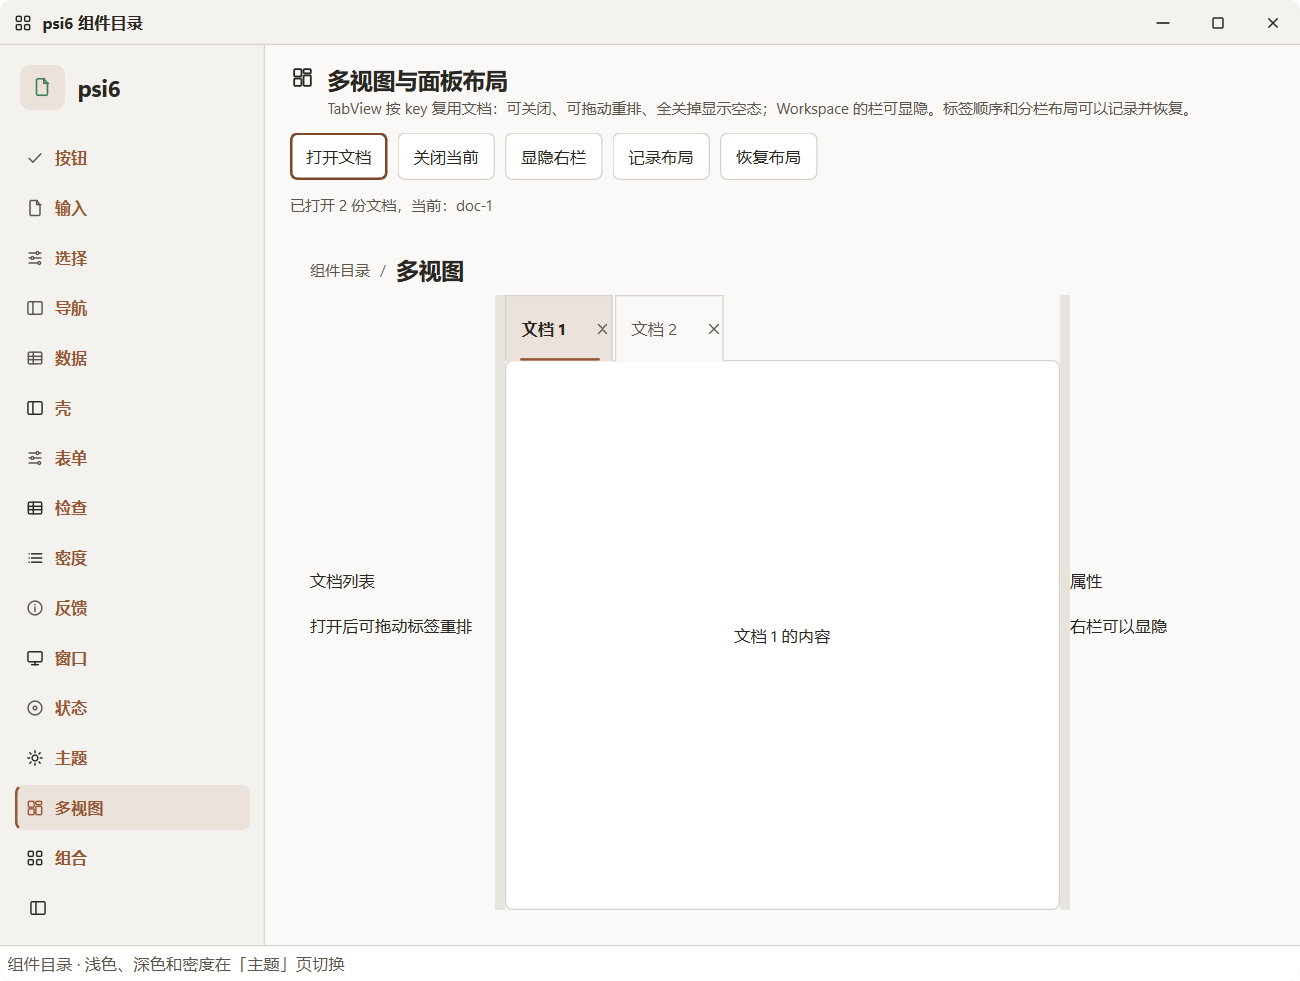 psi6 组件目录
psi6
按钮
输入
选择
导航
数据
壳
表单
检查
密度
反馈
窗口
状态
主题
多视图
组合
多视图与面板布局
TabView 按 key 复用文档：可关闭、可拖动重排、全关掉显示空态；Workspace 的栏可显隐。标签顺序和分栏布局可以记录并恢复。
打开文档 关闭当前 显隐右栏 记录布局 恢复布局
已打开 2 份文档，当前：doc-1
组件目录 / 多视图
文档 1 文档 2
文档列表
打开后可拖动标签重排
文档 1 的内容
属性
右栏可以显隐
组件目录 · 浅色、深色和密度在「主题」页切换